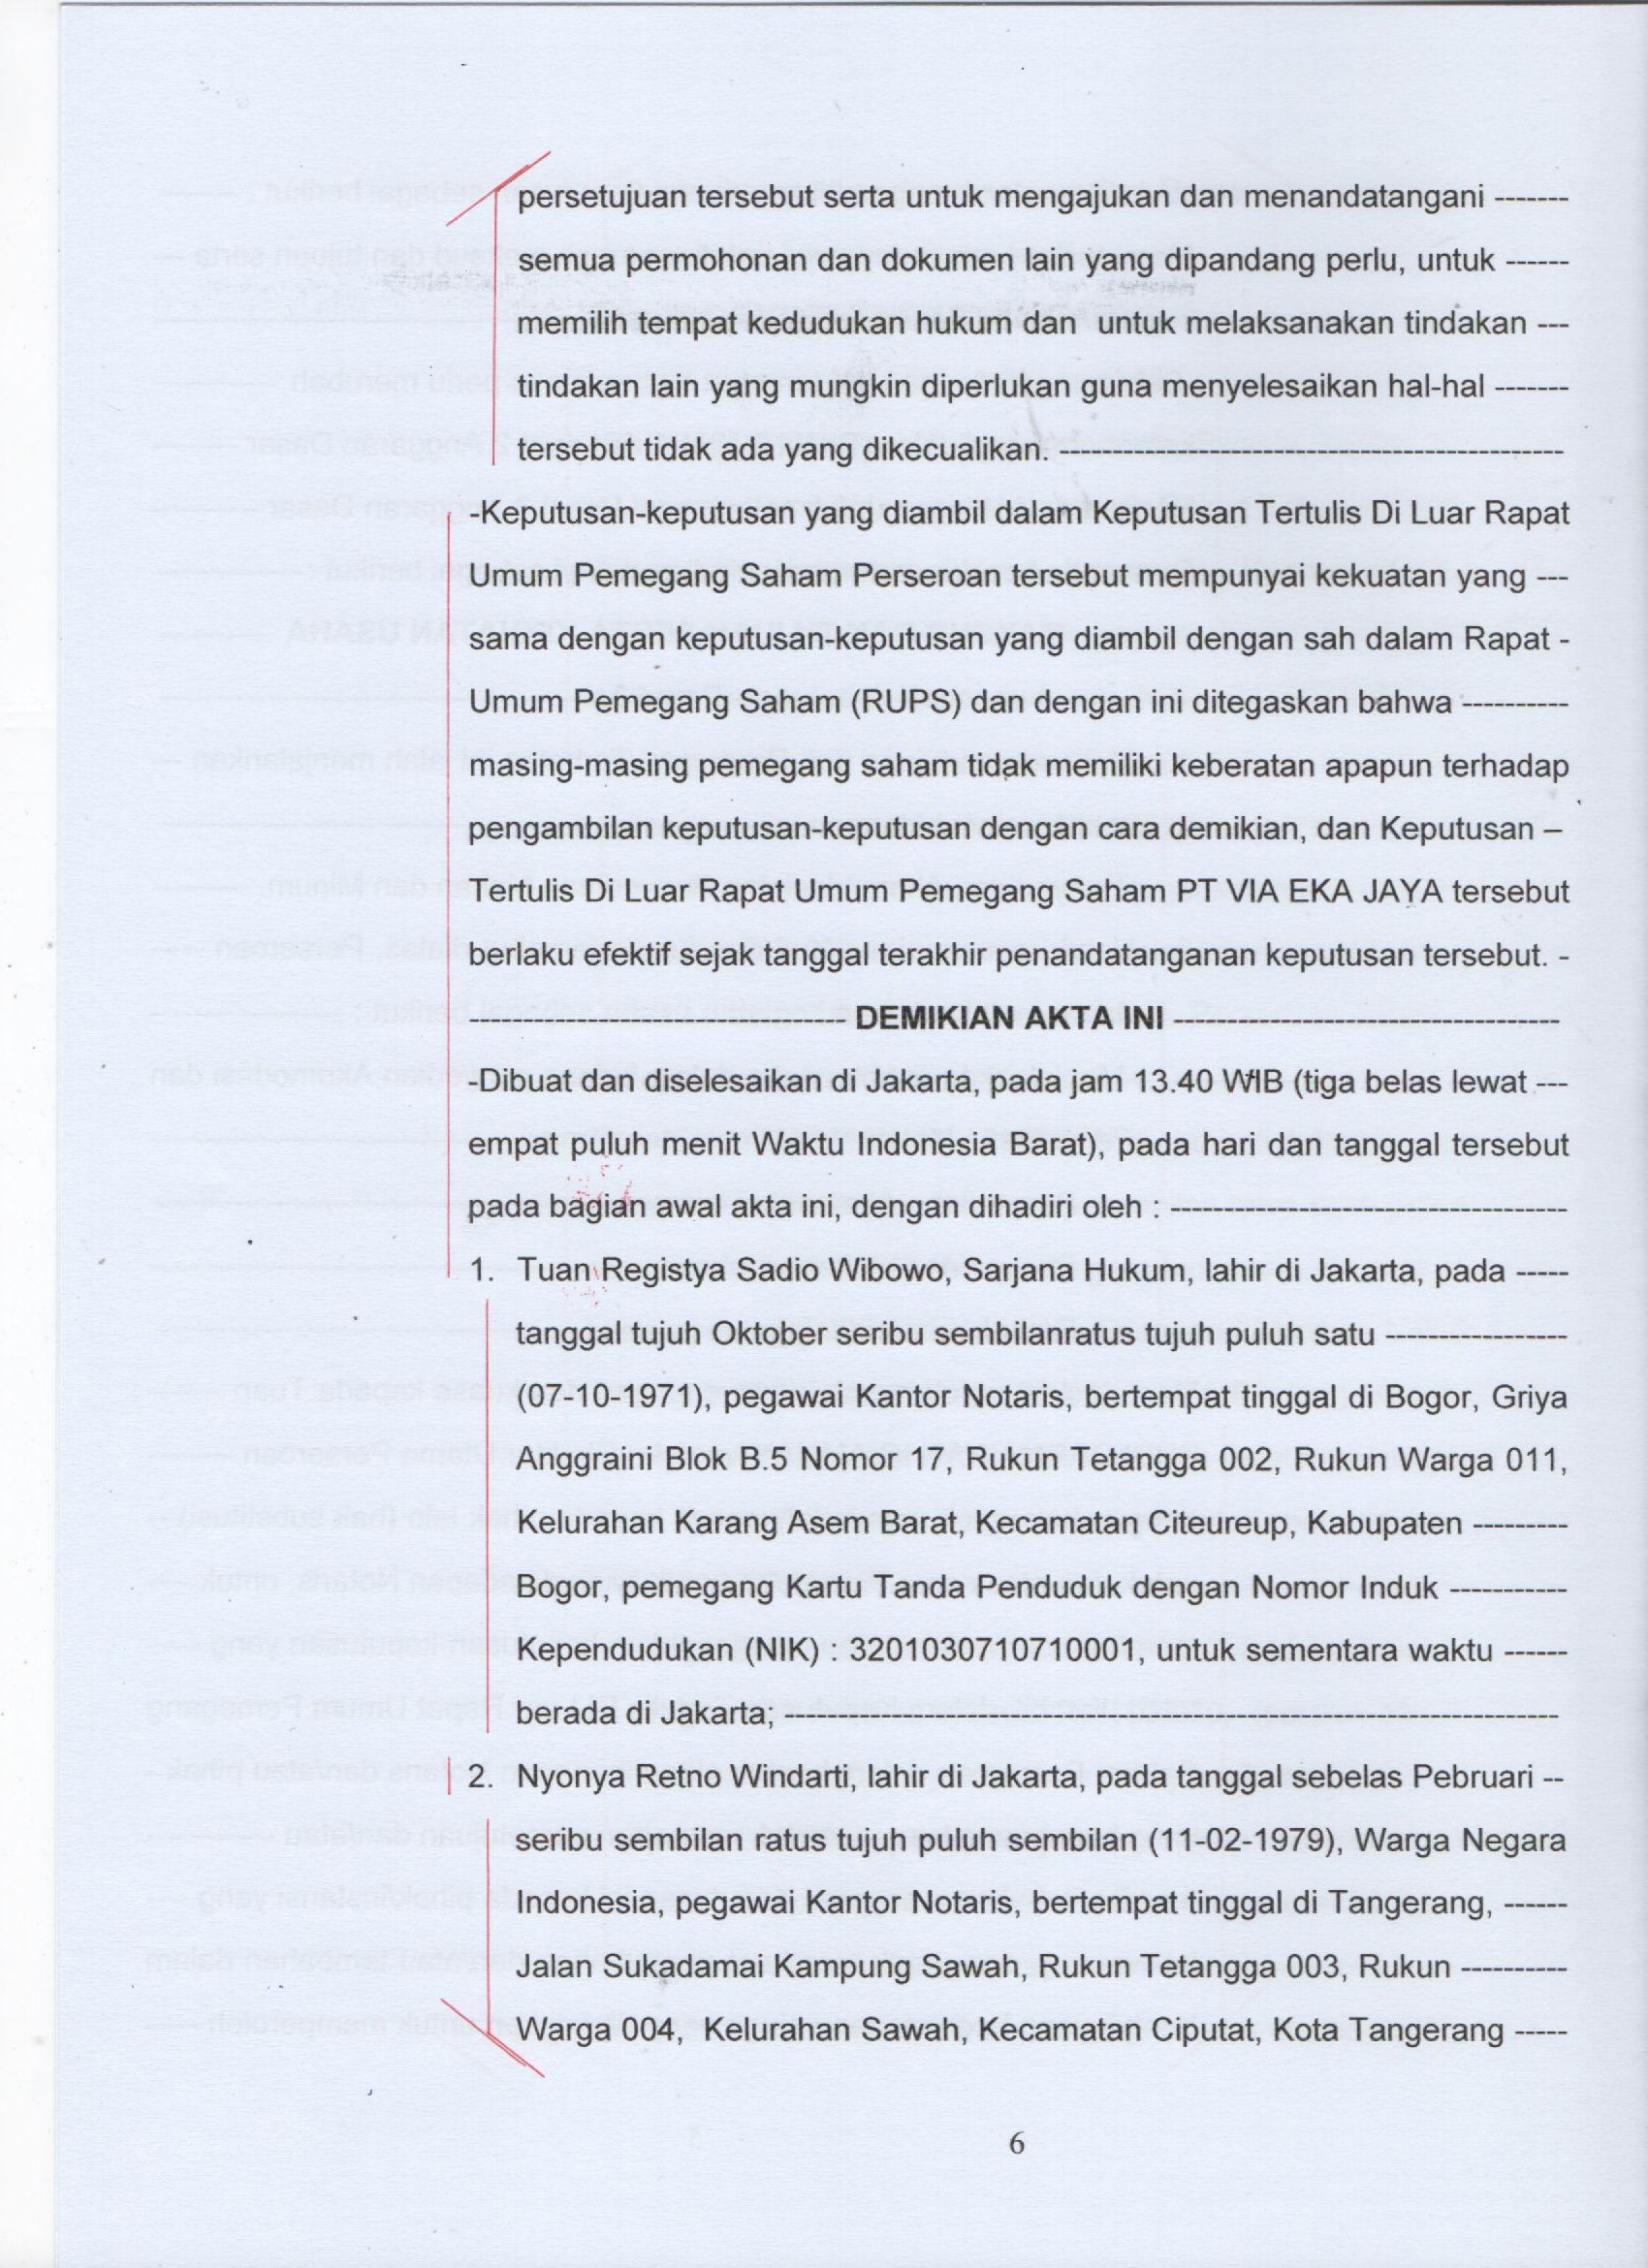 persetujuan tersebut serta untuk mengajukan dan menandatangani -------
semua permohonan dan dokumen lain yang dipandang perlu, untuk ------
memilih tempat kedudukan hukum dan  untuk melaksanakan tindakan ---
tindakan lain yang mungkin diperlukan guna menyelesaikan hal-hal -------
tersebut tidak ada yang dikecualikan. -----------------------------------------------
-Keputusan-keputusan yang diambil dalam Keputusan Tertulis Di Luar Rapat
Umum Pemegang Saham Perseroan tersebut mempunyai kekuatan yang ---
sama dengan keputusan-keputusan yang diambil dengan sah dalam Rapat -
Umum Pemegang Saham (RUPS) dan dengan ini ditegaskan bahwa ----------
masing-masing pemegang saham tidak memiliki keberatan apapun terhadap
pengambilan keputusan-keputusan dengan cara demikian, dan Keputusan –
Tertulis Di Luar Rapat Umum Pemegang Saham PT VIA EKA JAYA tersebut
berlaku efektif sejak tanggal terakhir penandatanganan keputusan tersebut. -
----------------------------------- DEMIKIAN AKTA INI ------------------------------------
-Dibuat dan diselesaikan di Jakarta, pada jam 13.40 WIB (tiga belas lewat ---
empat puluh menit Waktu Indonesia Barat), pada hari dan tanggal tersebut
pada bagian awal akta ini, dengan dihadiri oleh : -------------------------------------
1. Tuan Registya Sadio Wibowo, Sarjana Hukum, lahir di Jakarta, pada -----
tanggal tujuh Oktober seribu sembilanratus tujuh puluh satu -----------------
(07-10-1971), pegawai Kantor Notaris, bertempat tinggal di Bogor, Griya
Anggraini Blok B.5 Nomor 17, Rukun Tetangga 002, Rukun Warga 011,
Kelurahan Karang Asem Barat, Kecamatan Citeureup, Kabupaten ---------
Bogor, pemegang Kartu Tanda Penduduk dengan Nomor Induk -----------
Kependudukan (NIK) : 3201030710710001, untuk sementara waktu ------
berada di Jakarta; ------------------------------------------------------------------------
2. Nyonya Retno Windarti, lahir di Jakarta, pada tanggal sebelas Pebruari --
seribu sembilan ratus tujuh puluh sembilan (11-02-1979), Warga Negara
Indonesia, pegawai Kantor Notaris, bertempat tinggal di Tangerang, ------
Jalan Sukadamai Kampung Sawah, Rukun Tetangga 003, Rukun ----------
Warga 004,  Kelurahan Sawah, Kecamatan Ciputat, Kota Tangerang -----
6